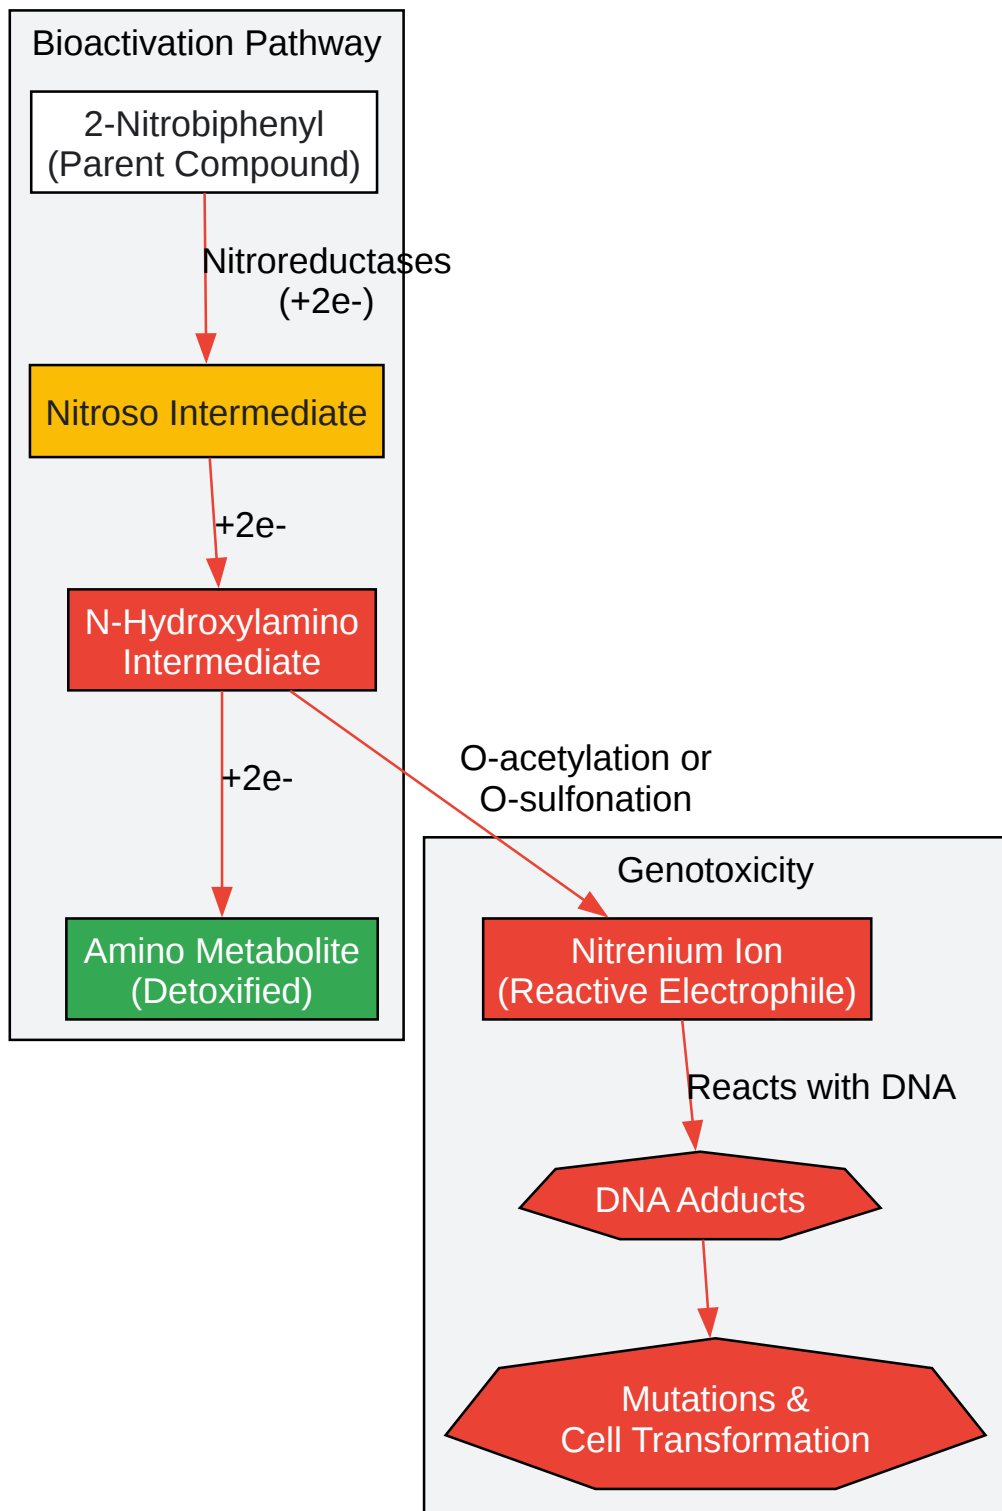 Bioactivation Pathway
2-Nitrobiphenyl
(Parent Compound)
Nitroreductases
(+2e-)
Nitroso Intermediate
+2e-
N-Hydroxylamino
Intermediate
+2e-
O-acetylation or
O-sulfonation
Amino Metabolite
(Detoxified)
Genotoxicity
Nitrenium Ion
(Reactive Electrophile)
Reacts with DNA
DNA Adducts
Mutations &
Cell Transformation